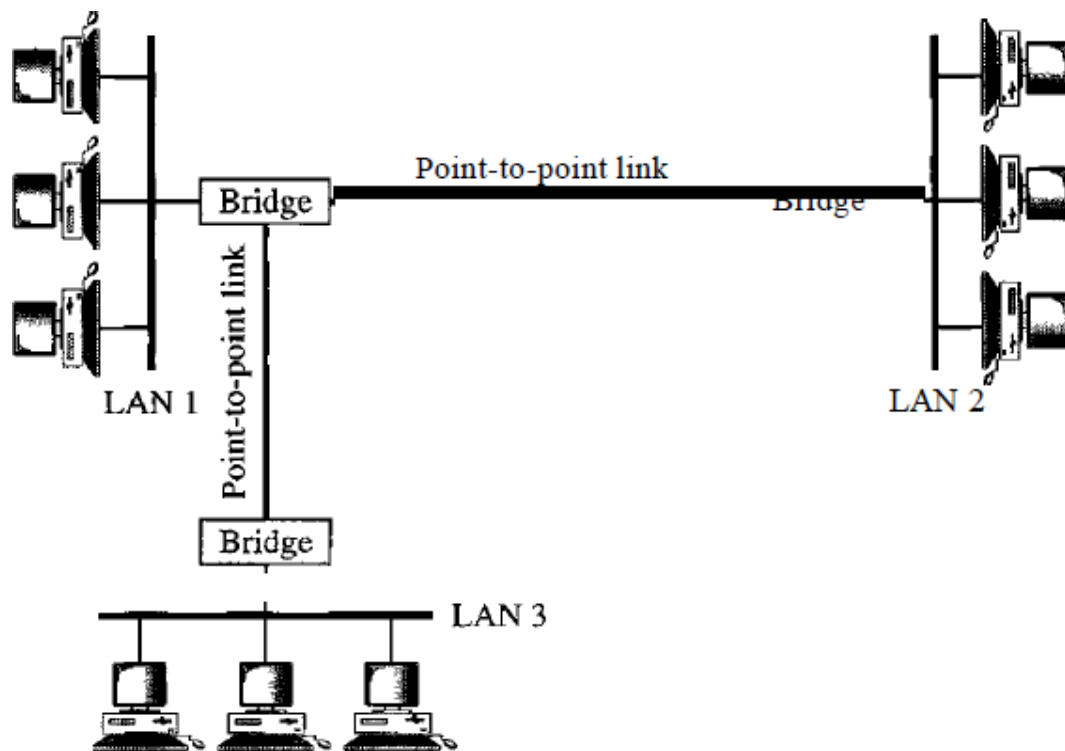 Point-to-point link
Bridge
Bridge
Point-to-point link
LAN 1
LAN 2
Bridge
LAN 3